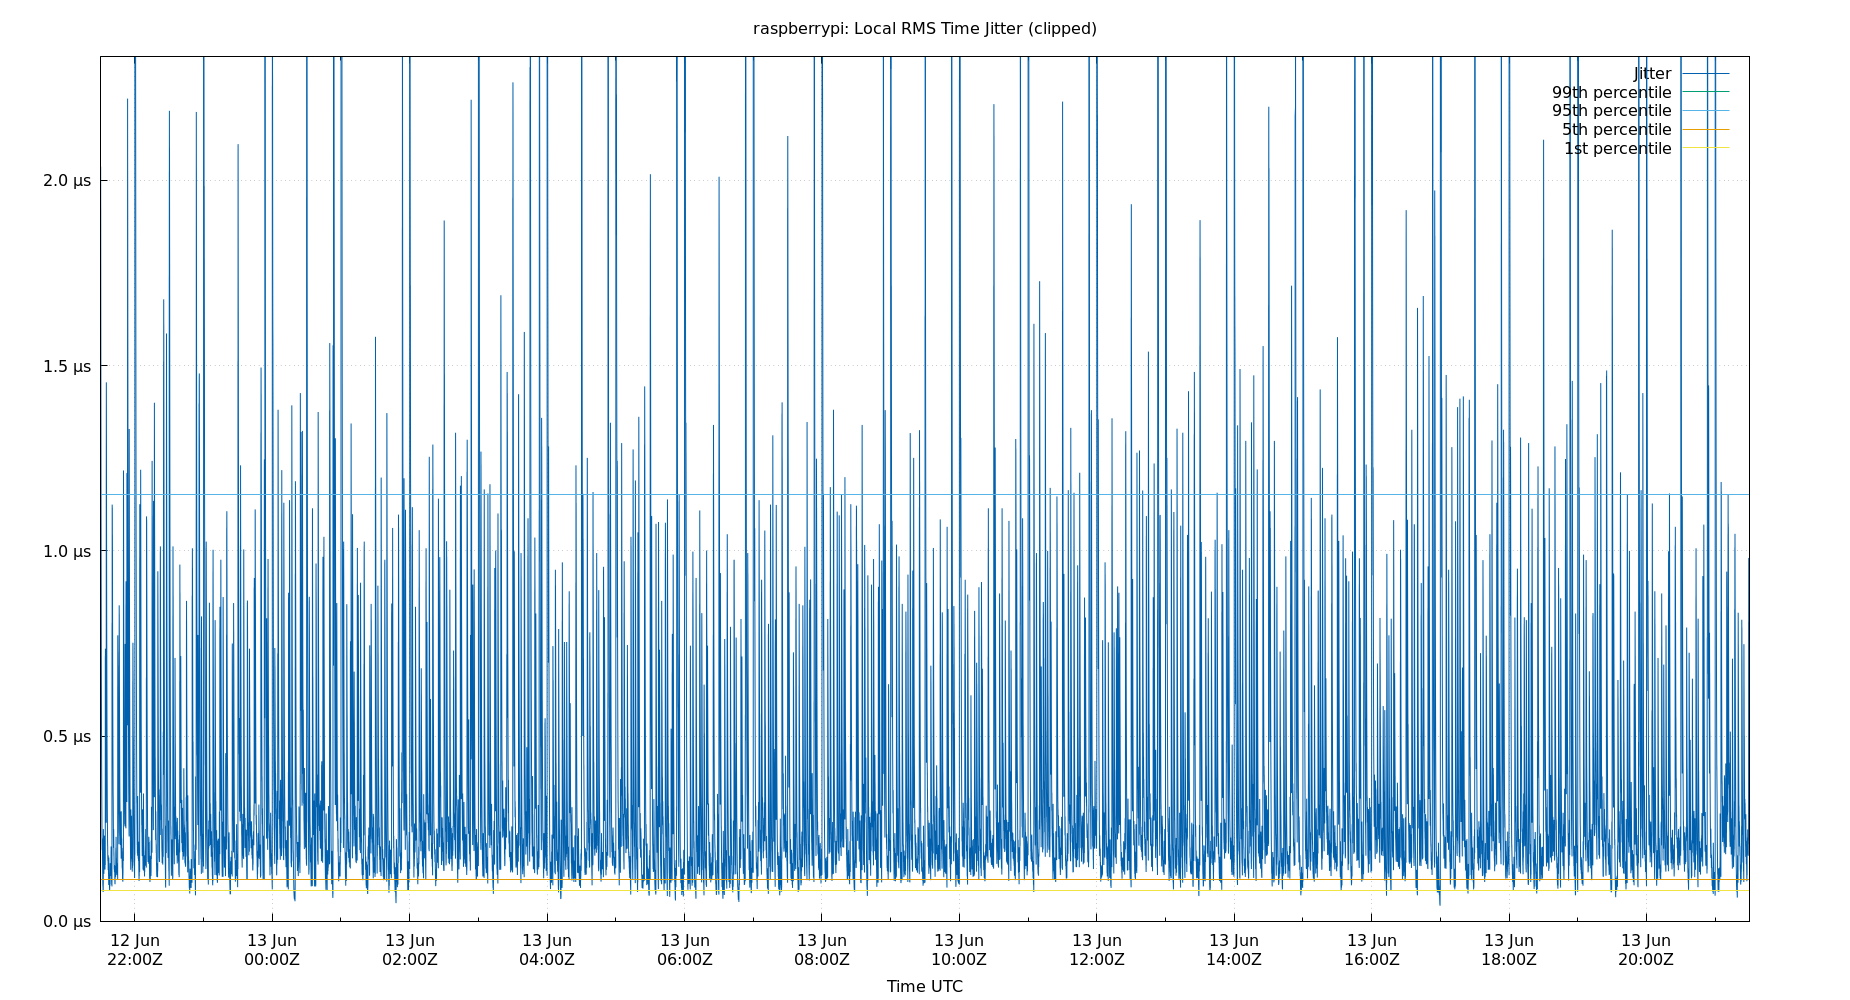 raspberrypi: Local RMS Time Jitter (clipped)
Jitter
99th percentile
95th percentile
5th percentile
1st percentile
2.0 μs
1.5 μs
1.0 μs
0.5 μs
0.0 μs
12 Jun 13 Jun 13 Jun 13 Jun 13 Jun 13 Jun 13 Jun 13 Jun 13 Jun 13 Jun 13 Jun 13 Jun
22:00Z 00:00Z 02:00Z 04:00Z 06:00Z 08:00Z 10:00Z 12:00Z 14:00Z 16:00Z 18:00Z 20:00Z
Time UTC